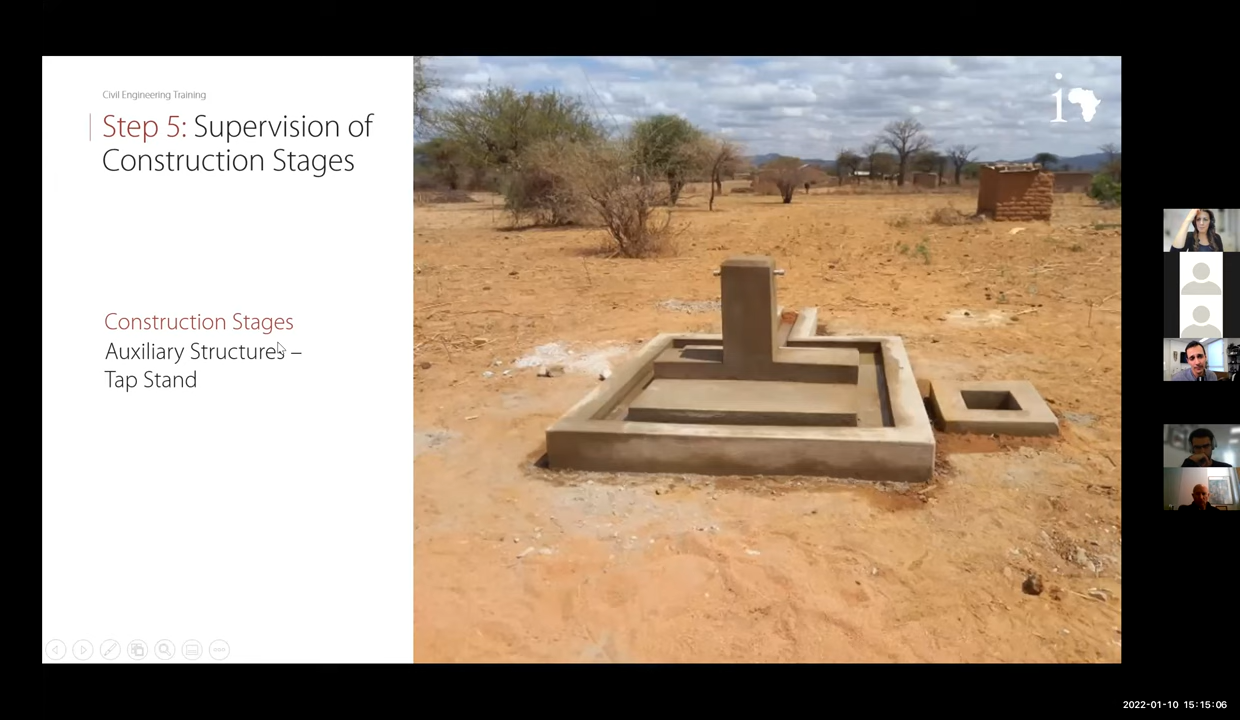 Civil Engineering Training
Step 5: Supervision of
Construction Stages
Construction Stages
Auxiliary Structures –
Tap Stand
i
2022-01-10 15:15:06